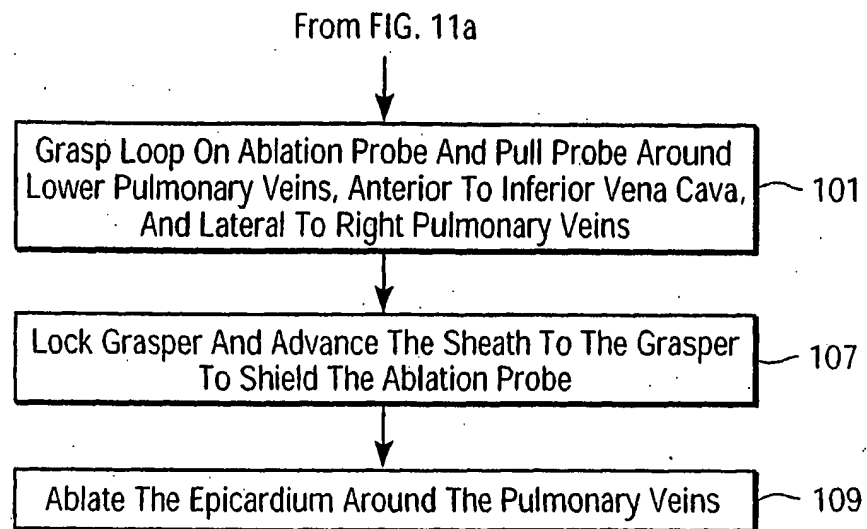 From FIG. 11a
Grasp Loop On Ablation Probe And Pull Probe Around
Lower Pulmonary Veins, Anterior To Inferior Vena Cava,
And Lateral To Right Pulmonary Veins
101
Lock Grasper And Advance The Sheath To The Grasper
To Shield The Ablation Probe
107
Ablate The Epicardium Around The Pulmonary Veins
109